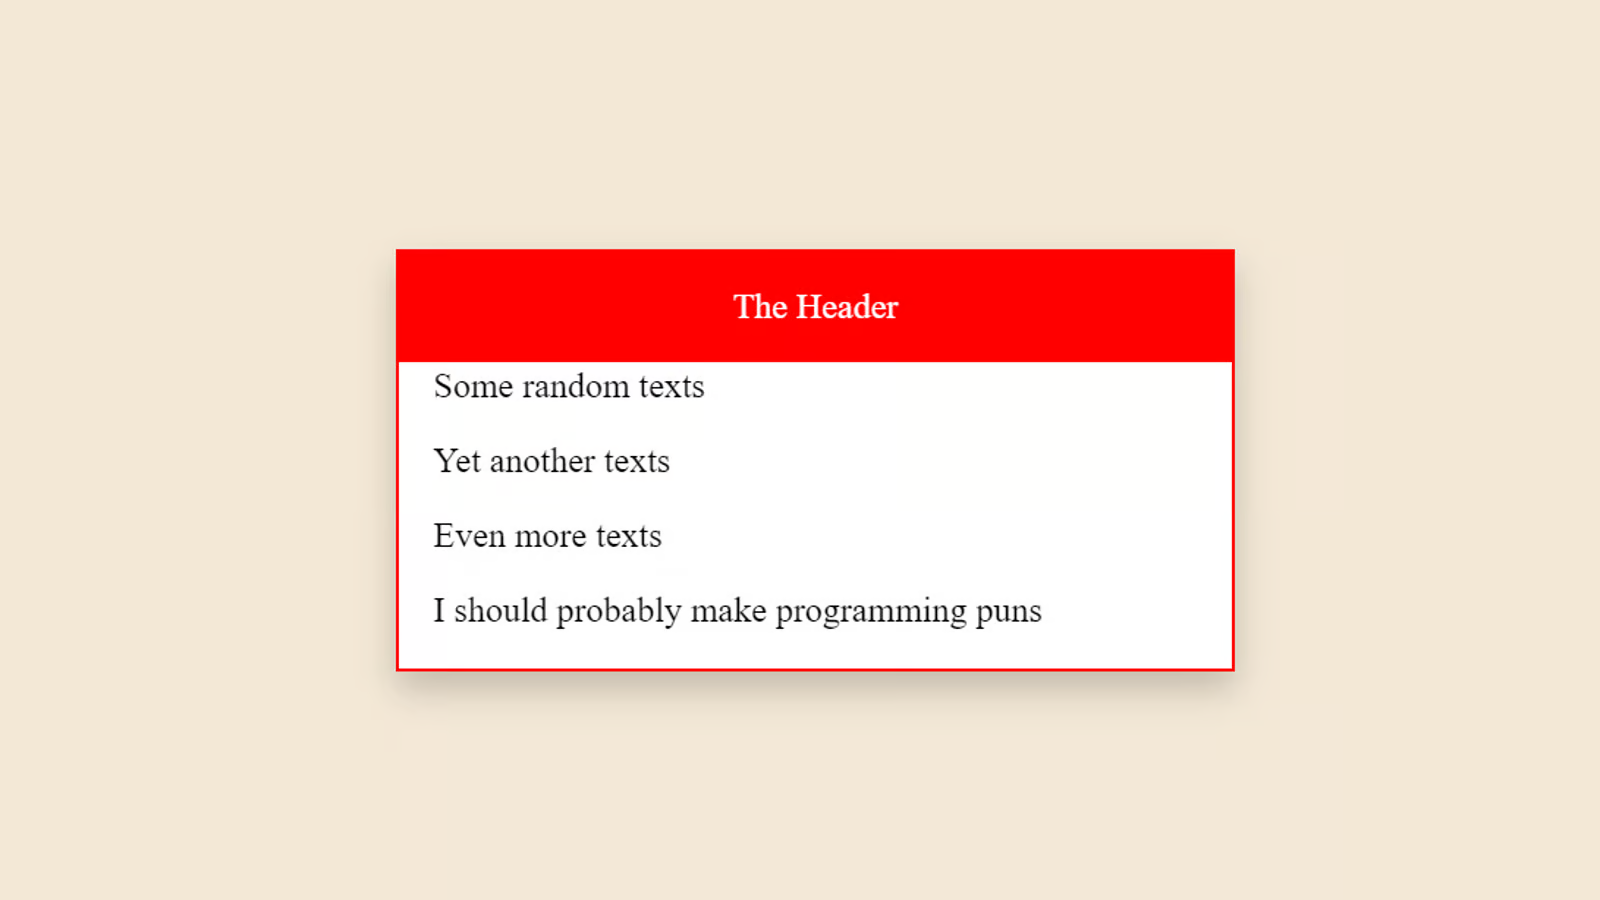 The Header
Some random texts
Yet another texts
Even more texts
I should probably make programming puns